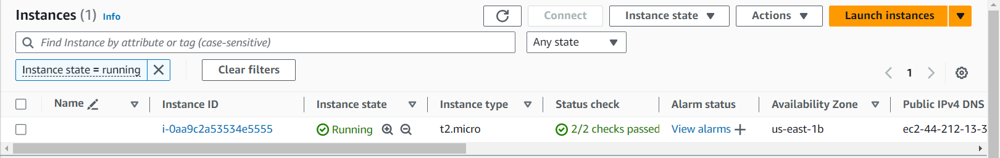 Instances (1) Info
Connect
Instance state
Actions
Launch instances
Find Instance by attribute or tag (case-sensitive)
Any state
Instance state = running
Clear filters
1
Name Instance ID Instance state Instance type Status check Alarm status Availability Zone Public IPv4 DNS
i-0aa9c2a53534e5555 Running t2.micro 2/2 checks passed View alarms us-east-1b ec2-44-212-13-3